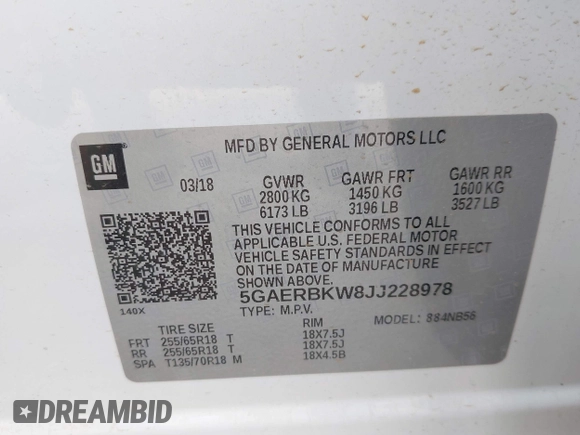 MFD BY GENERAL MOTORS LLC
GM
03/18
GVWR GAWR FRT GAWR RR
2800 KG 1450 KG 1600 KG
6173 LB 3196 LB 3527 LB
THIS VEHICLE CONFORMS TO ALL
APPLICABLE U.S. FEDERAL MOTOR
VEHICLE SAFETY STANDARDS IN EFFECT
ON THE DATE OF MANUFACTURE SHOWN ABOVE.
5GAERBKW8JJ228978
140X
TYPE: M.P.V. MODEL: 884NB56
TIRE SIZE RIM
FRT 255/65R18 T 18X7.5J
RR 255/65R18 T 18X7.5J
SPA T135/70R18 M 18X4.5B
DREAMBID